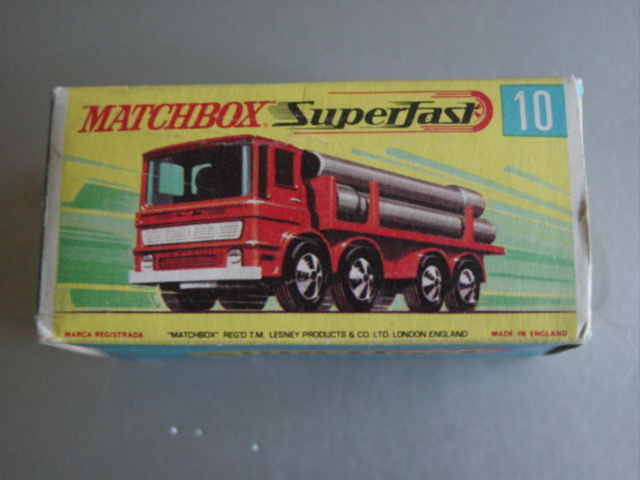 MATCHBOX Superfast 10
MARCA REGISTRADA "MATCHBOX" REG'D T.M. LESNEY PRODUCTS & CO. LTD. LONDON ENGLAND MADE IN ENGLAND